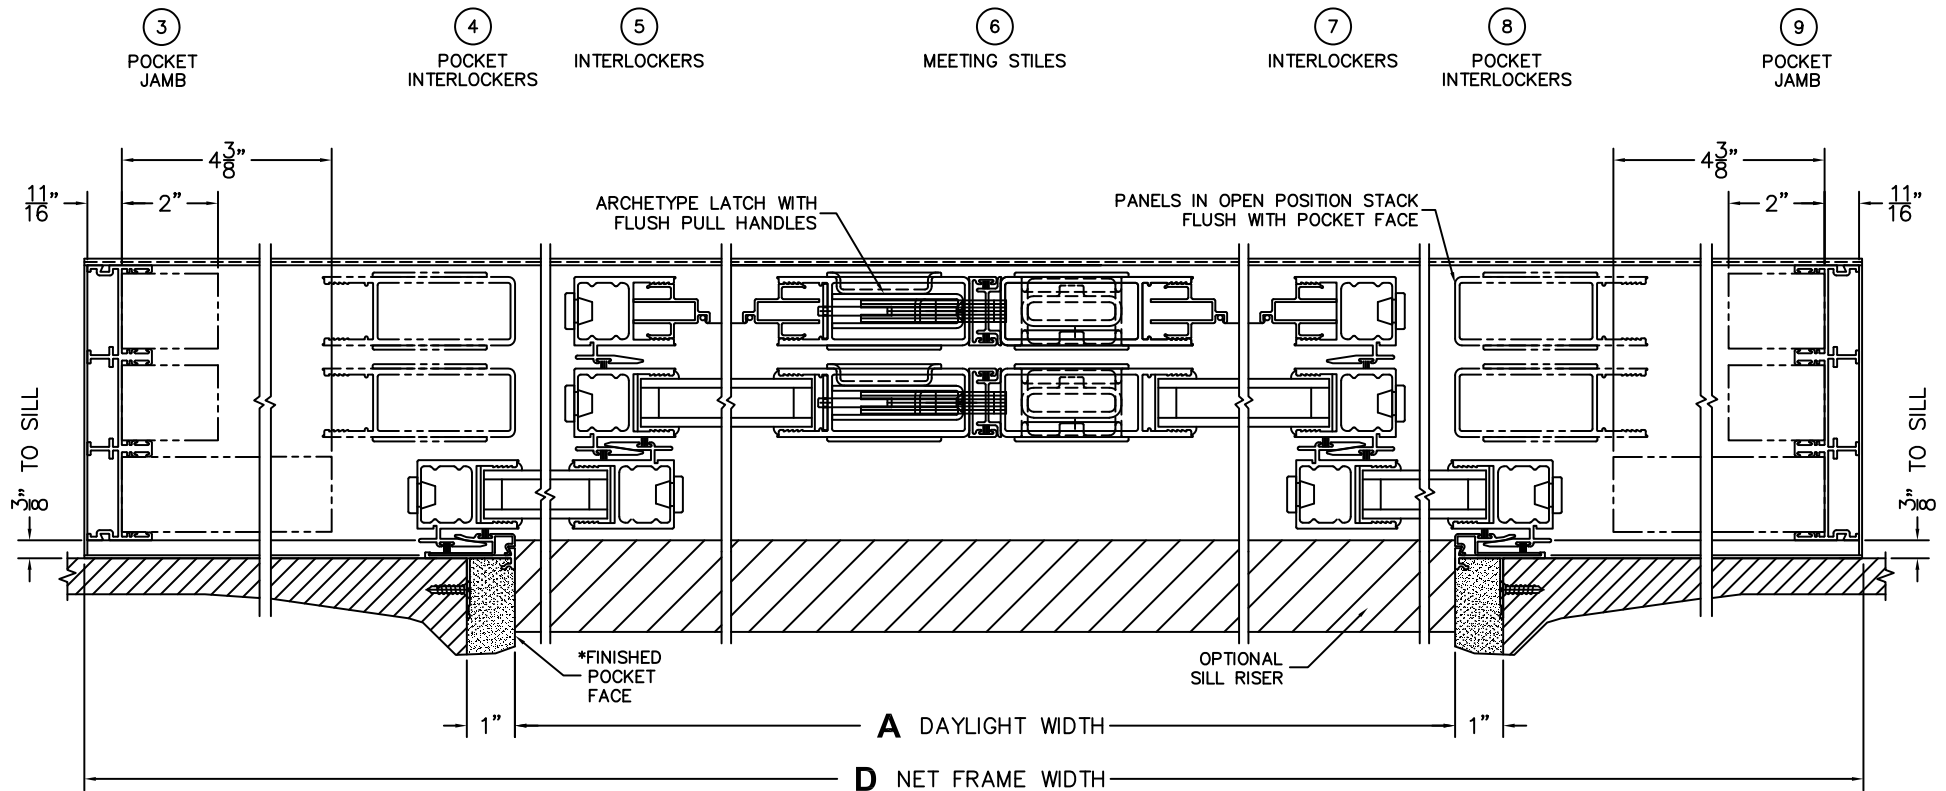 3
POCKET
JAMB
4
POCKET
INTERLOCKERS
5
INTERLOCKERS
6
MEETING STILES
7
INTERLOCKERS
8
POCKET
INTERLOCKERS
9
POCKET
JAMB
4 3/8"
11/16"
2"
ARCHETYPE LATCH WITH
FLUSH PULL HANDLES
PANELS IN OPEN POSITION STACK
FLUSH WITH POCKET FACE
4 3/8"
2"
11/16"
3/8" TO SILL
3/8" TO SILL
*FINISHED
POCKET
FACE
OPTIONAL
SILL RISER
1"
A DAYLIGHT WIDTH
1"
D NET FRAME WIDTH